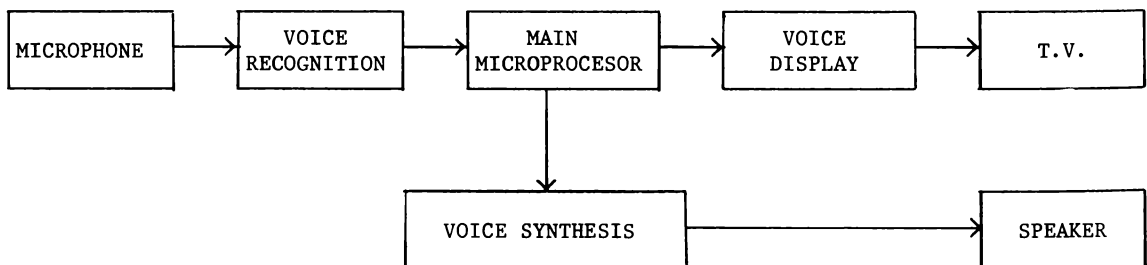 MICROPHONE
VOICE
RECOGNITION
MAIN
MICROPROCESOR
VOICE
DISPLAY
T.V.
VOICE SYNTHESIS
SPEAKER